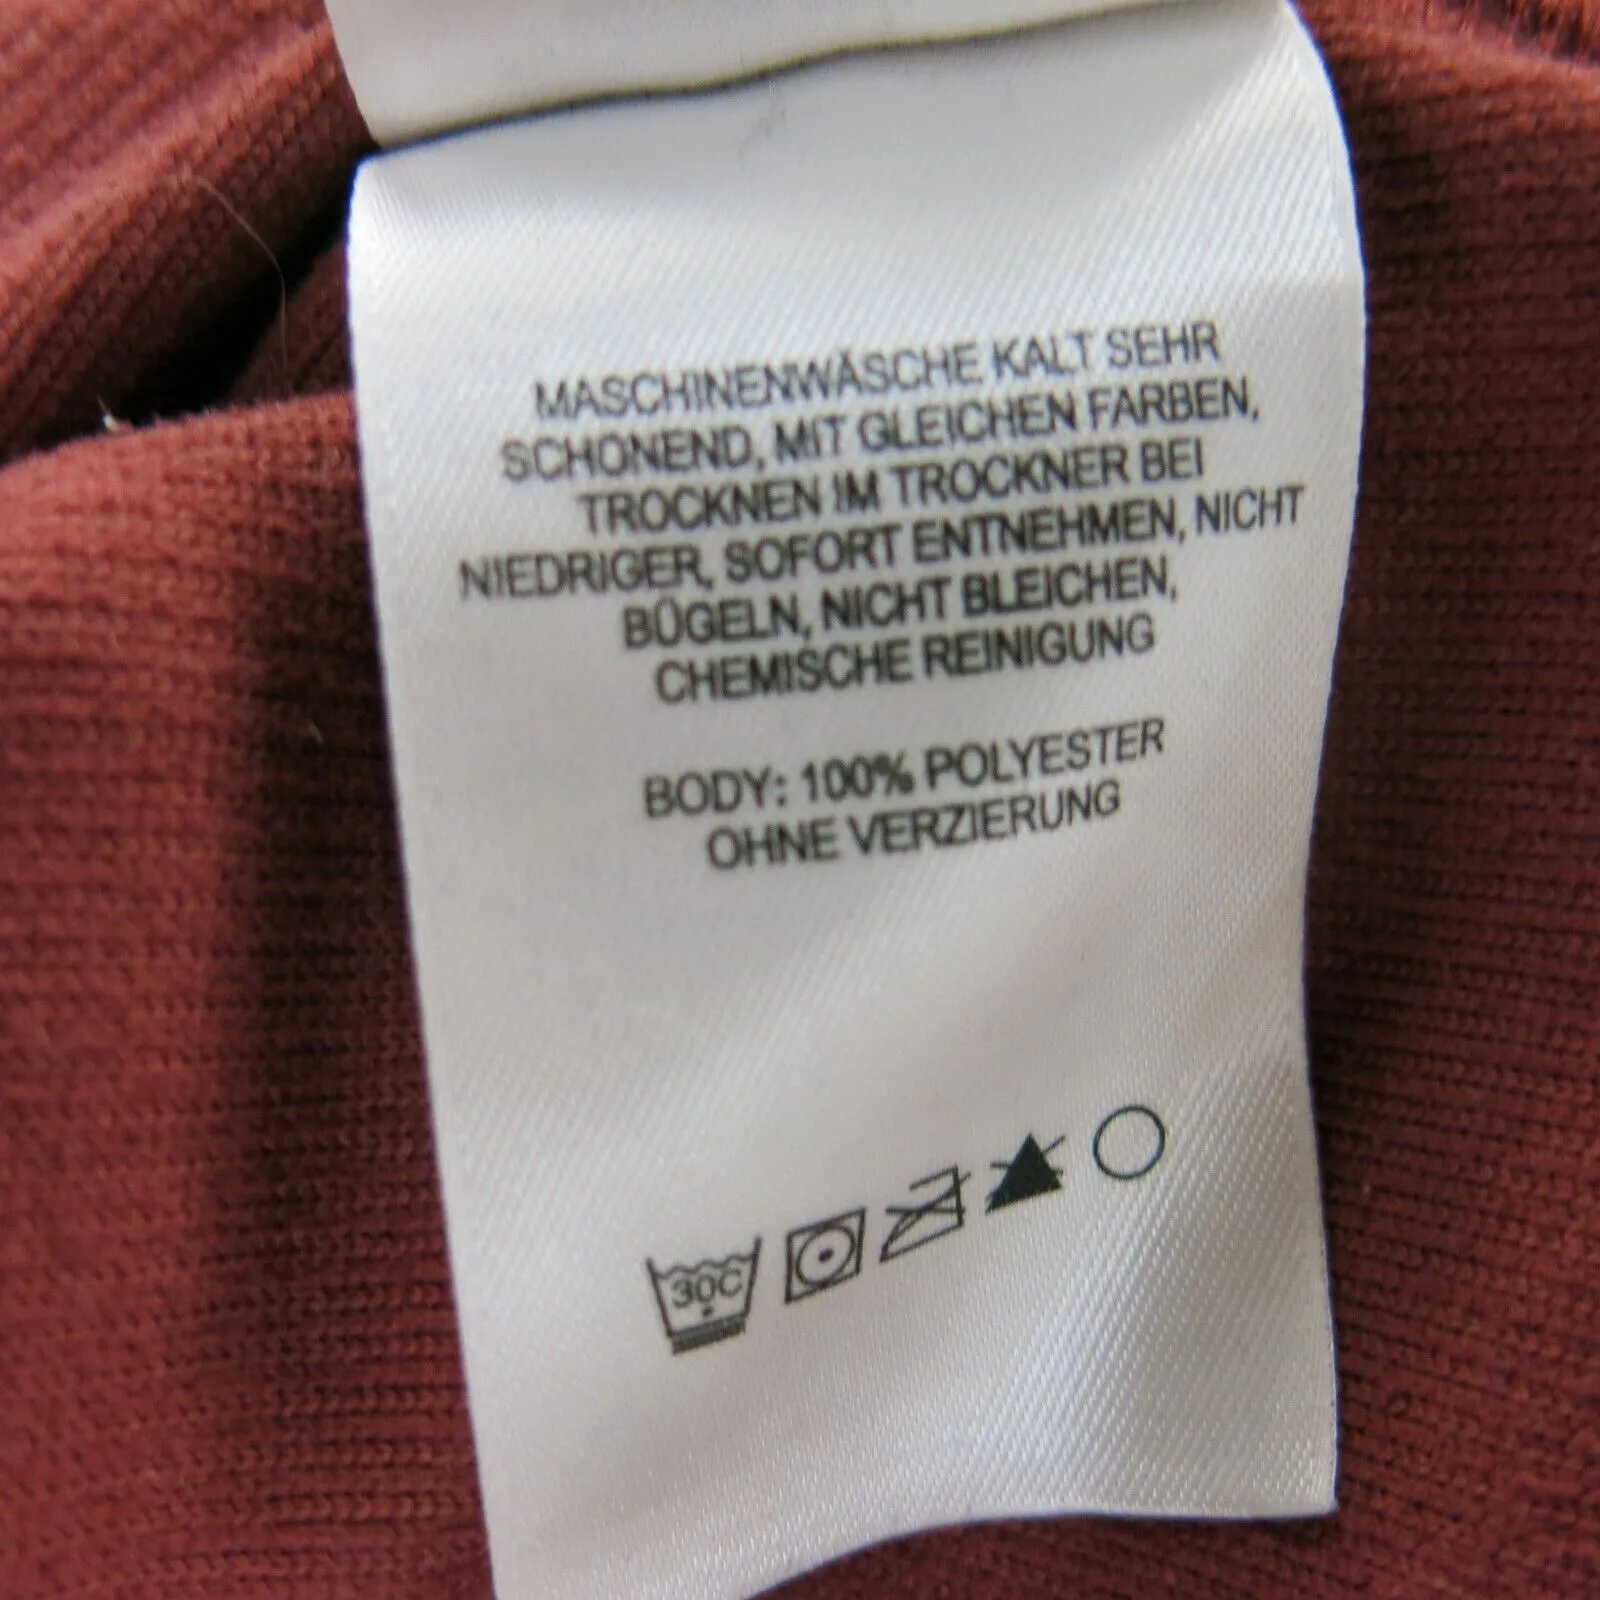 MASCHINENWÄSCHE KALT SEHR
SCHONEND, MIT GLEICHEN FARBEN,
TROCKNEN IM TROCKNER BEI
NIEDRIGER, SOFORT ENTNEHMEN, NICHT
BÜGELN, NICHT BLEICHEN,
CHEMISCHE REINIGUNG
BODY: 100% POLYESTER
OHNE VERZIERUNG
30C